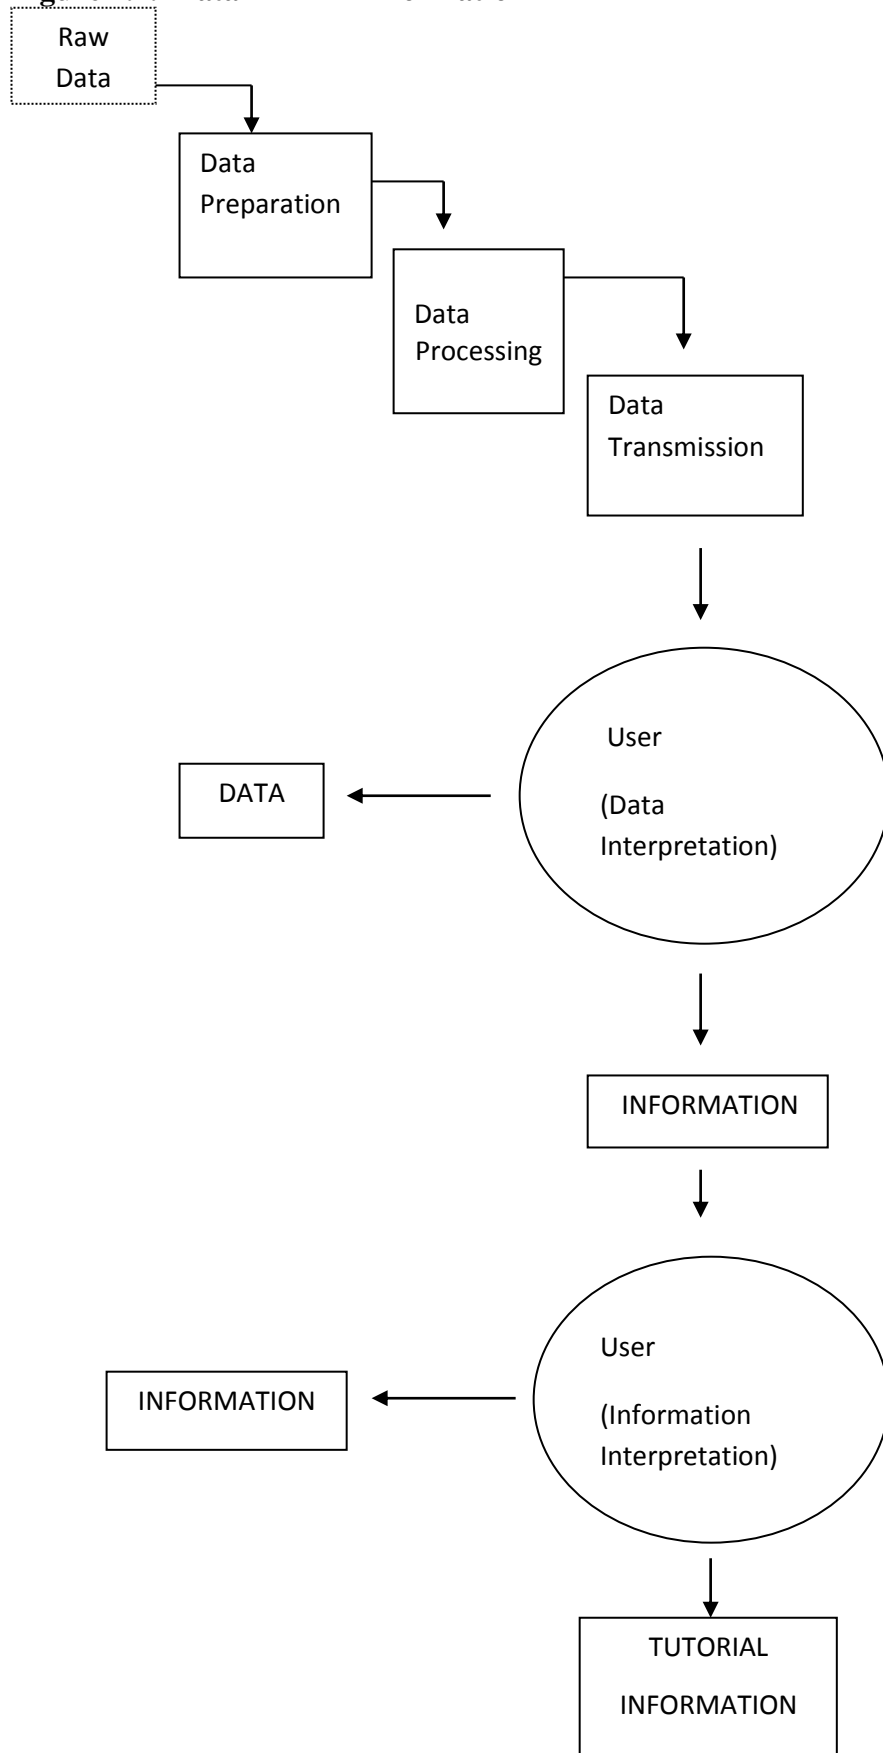 Raw
Data
Data
Preparation
Data
Processing
Data
Transmission
User
(Data
Interpretation)
DATA
INFORMATION
User
(Information
Interpretation)
INFORMATION
TUTORIAL
INFORMATION